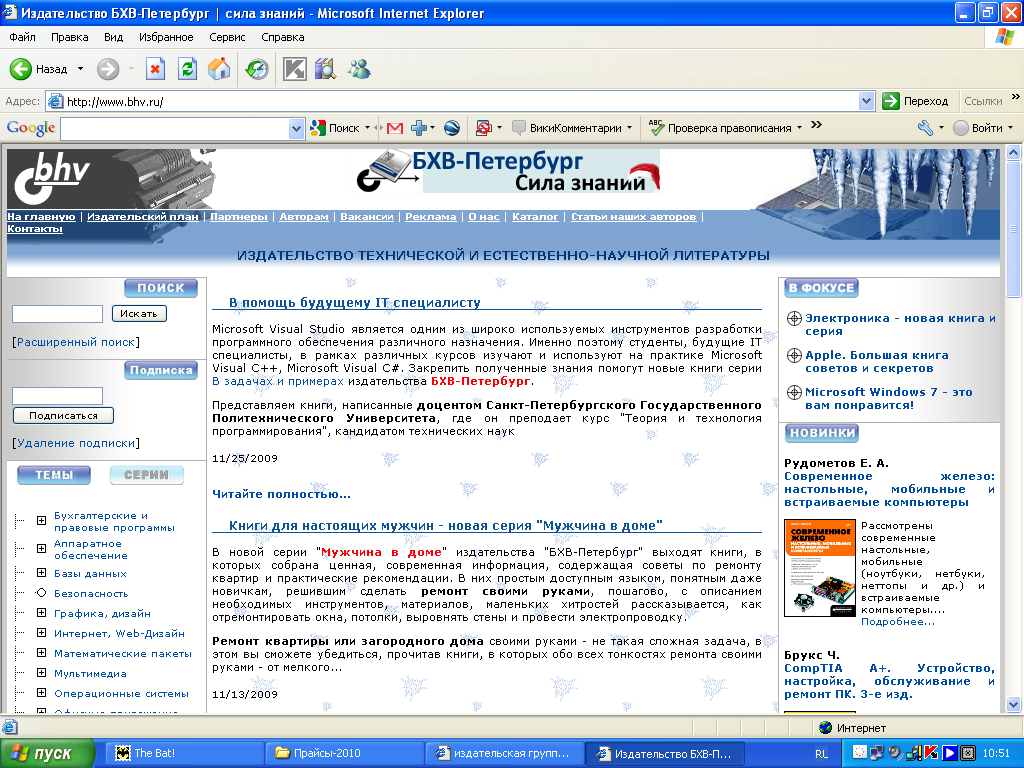 Издательство БХВ-Петербург | сила знаний - Microsoft Internet Explorer
Файл Правка Вид Избранное Сервис Справка
Назад
Адрес: http://www.bhv.ru/ Переход Ссылки »
Google Поиск ВикиКомментарии Проверка правописания » Войти
bhv
БХВ-Петербург
Сила знаний
На главную | Издательский план | Партнеры | Авторам | Вакансии | Реклама | О нас | Каталог | Статьи наших авторов |
Контакты
ИЗДАТЕЛЬСТВО ТЕХНИЧЕСКОЙ И ЕСТЕСТВЕННО-НАУЧНОЙ ЛИТЕРАТУРЫ
ПОИСК
Искать
[Расширенный поиск]
Подписка
Подписаться
[Удаление подписки]
ТЕМЫ СЕРИИ
Бухгалтерские и
правовые программы
Аппаратное
обеспечение
Базы данных
Безопасность
Графика, дизайн
Интернет, Web-Дизайн
Математические пакеты
Мультимедиа
Операционные системы
Офисные приложения
В помощь будущему IT специалисту
Microsoft Visual Studio является одним из широко используемых инструментов разработки
программного обеспечения различного назначения. Именно поэтому студенты, будущие IT
специалисты, в рамках различных курсов изучают и используют на практике Microsoft
Visual C++, Microsoft Visual C#. Закрепить полученные знания помогут новые книги серии
В задачах и примерах издательства БХВ-Петербург.
Представляем книги, написанные доцентом Санкт-Петербургского Государственного
Политехнического Университета, где он преподает курс "Теория и технология
программирования", кандидатом технических наук
11/25/2009
Читайте полностью...
Книги для настоящих мужчин - новая серия "Мужчина в доме"
В новой серии "Мужчина в доме" издательства "БХВ-Петербург" выходят книги, в
которых собрана ценная, современная информация, содержащая советы по ремонту
квартир и практические рекомендации. В них простым доступным языком, понятным даже
новичкам, решившим сделать ремонт своими руками, пошагово, с описанием
необходимых инструментов, материалов, маленьких хитростей рассказывается, как
отремонтировать окна, потолки, выровнять стены и провести электропроводку.
Ремонт квартиры или загородного дома своими руками - не такая сложная задача, в
этом вы сможете убедиться, прочитав книги, в которых обо всех тонкостях ремонта своими
руками - от мелкого...
11/13/2009
В ФОКУСЕ
Электроника - новая книга и
серия
Apple. Большая книга
советов и секретов
Microsoft Windows 7 - это
вам понравится!
НОВИНКИ
Рудометов Е. А.
Современное железо:
настольные, мобильные и
встраиваемые компьютеры
СОВРЕМЕННОЕ
ЖЕЛЕЗО
Рассмотрены
современные
настольные,
мобильные
(ноутбуки, нетбуки,
неттопы и др.) и
встраиваемые
компьютеры....
Подробнее...
Брукс Ч.
CompTIA A+. Устройство,
настройка, обслуживание и
ремонт ПК. 3-е изд.
Интернет
пуск The Bat! Прайсы-2010 издательская групп... Издательство БХВ-П... RL 10:51